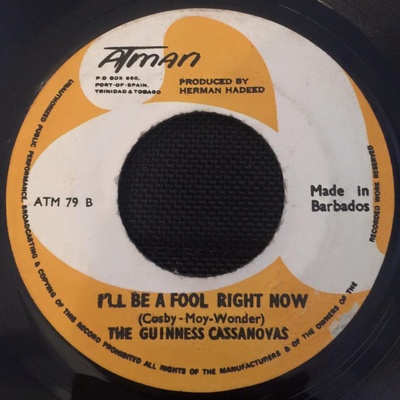 ATMAN
P.O BOX 690,
PORT-OF-SPAIN,
TRINIDAD & TOBAGO
PRODUCED BY
HERMAN HADEED
ATM 79 B
Made in
Barbados
I'LL BE A FOOL RIGHT NOW
(Cosby-Moy-Wonder)
THE GUINNESS CASSANOVAS
UNAUTHORISED PUBLIC PERFORMANCE, BROADCASTING & COPYING OF THIS RECORD PROHIBITED ALL RIGHTS OF THE MANUFACTURERS & OF THE OWNERS OF THE RECORDED WORK RESERVED